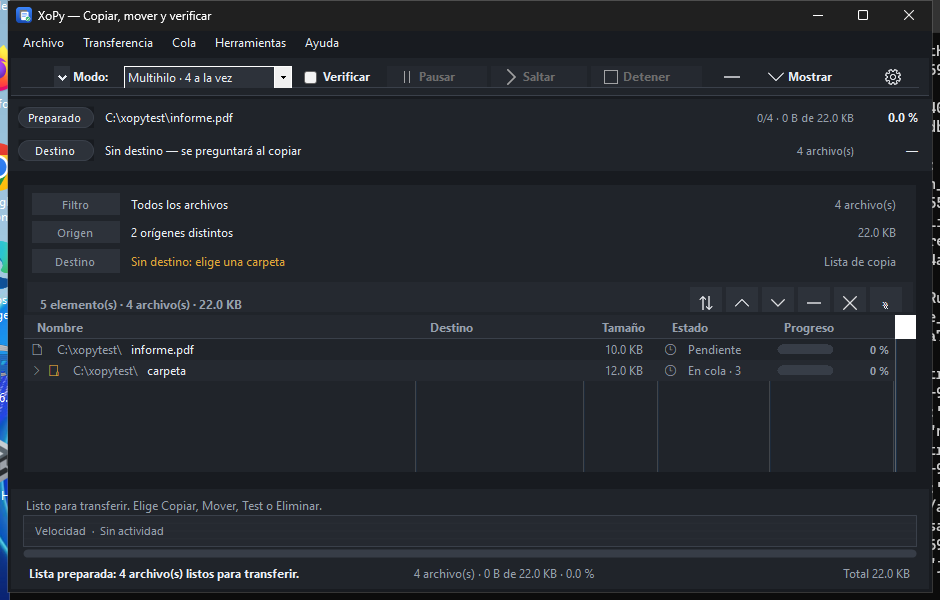 XoPy — Copiar, mover y verificar
Archivo Transferencia Cola Herramientas Ayuda
Modo: Multihilo · 4 a la vez Verificar Pausar Saltar Detener Mostrar
Preparado C:\xopytest\informe.pdf 0/4 · 0 B de 22.0 KB 0.0 %
Destino Sin destino — se preguntará al copiar 4 archivo(s) —
Filtro Todos los archivos 4 archivo(s)
Origen 2 orígenes distintos 22.0 KB
Destino Sin destino: elige una carpeta Lista de copia
5 elemento(s) · 4 archivo(s) · 22.0 KB
Nombre Destino Tamaño Estado Progreso
C:\xopytest\ informe.pdf 10.0 KB Pendiente 0 %
C:\xopytest\ carpeta 12.0 KB En cola · 3 0 %
Listo para transferir. Elige Copiar, Mover, Test o Eliminar.
Velocidad · Sin actividad
Lista preparada: 4 archivo(s) listos para transferir. 4 archivo(s) · 0 B de 22.0 KB · 0.0 % Total 22.0 KB